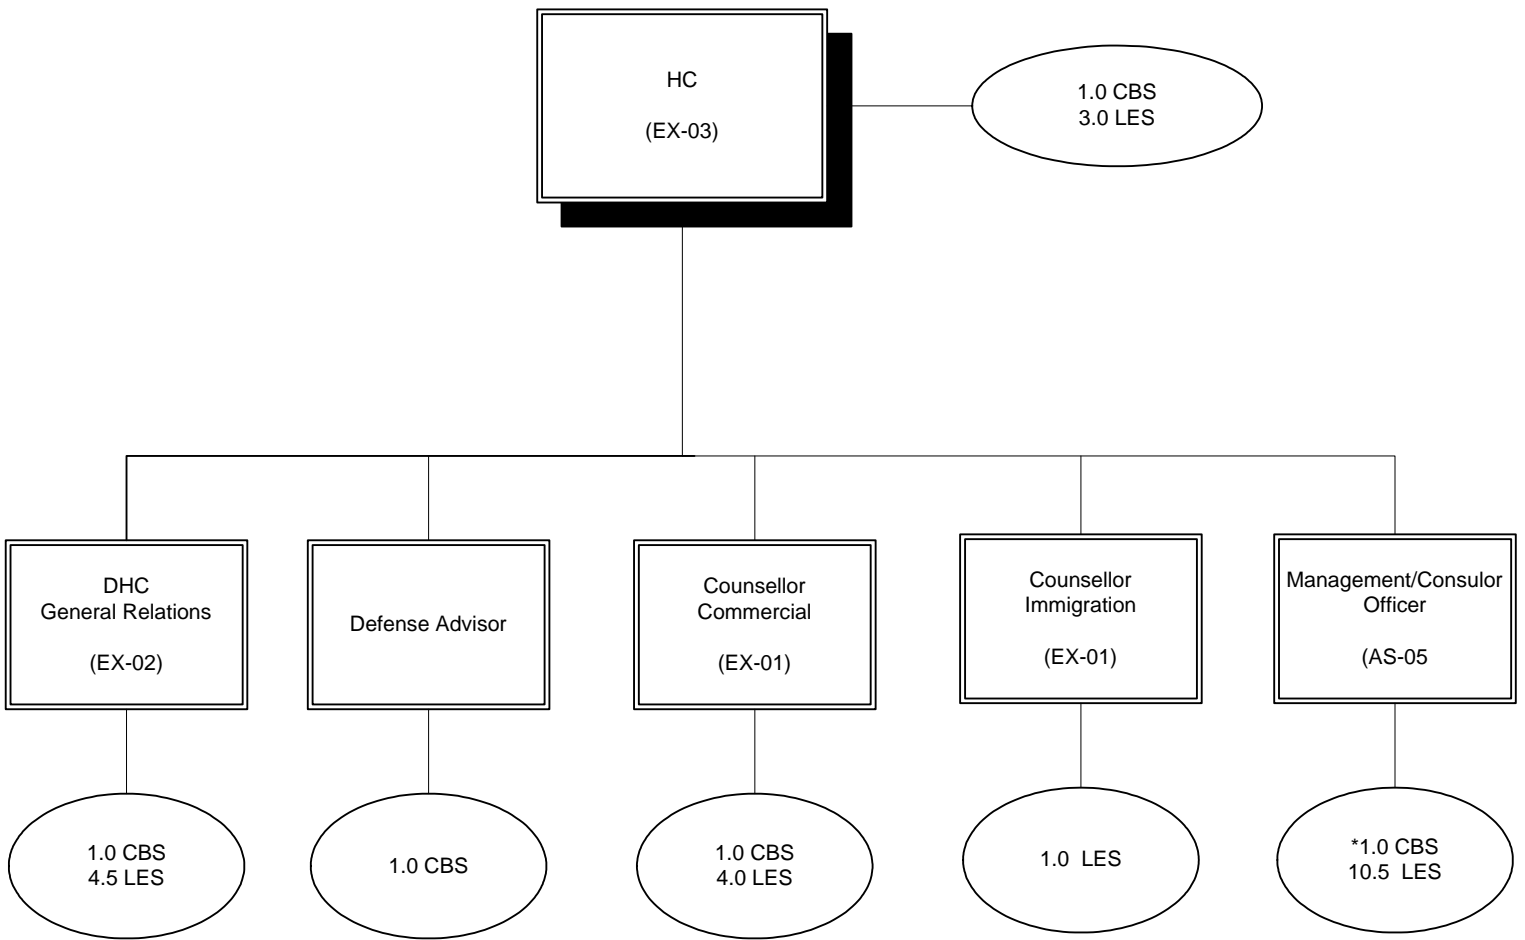 HC
(EX-03)
1.0 CBS
3.0 LES
DHC
General Relations
(EX-02)
Defense Advisor
Counsellor
Commercial
(EX-01)
Counsellor
Immigration
(EX-01)
Management/Consulor
Officer
(AS-05
1.0 CBS
4.5 LES
1.0 CBS
1.0 CBS
4.0 LES
1.0 LES
*1.0 CBS
10.5 LES